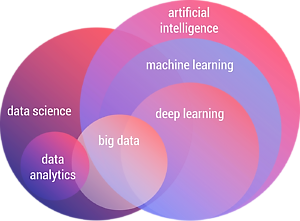 artificial
intelligence
machine learning
data science
deep learning
big data
data
analytics